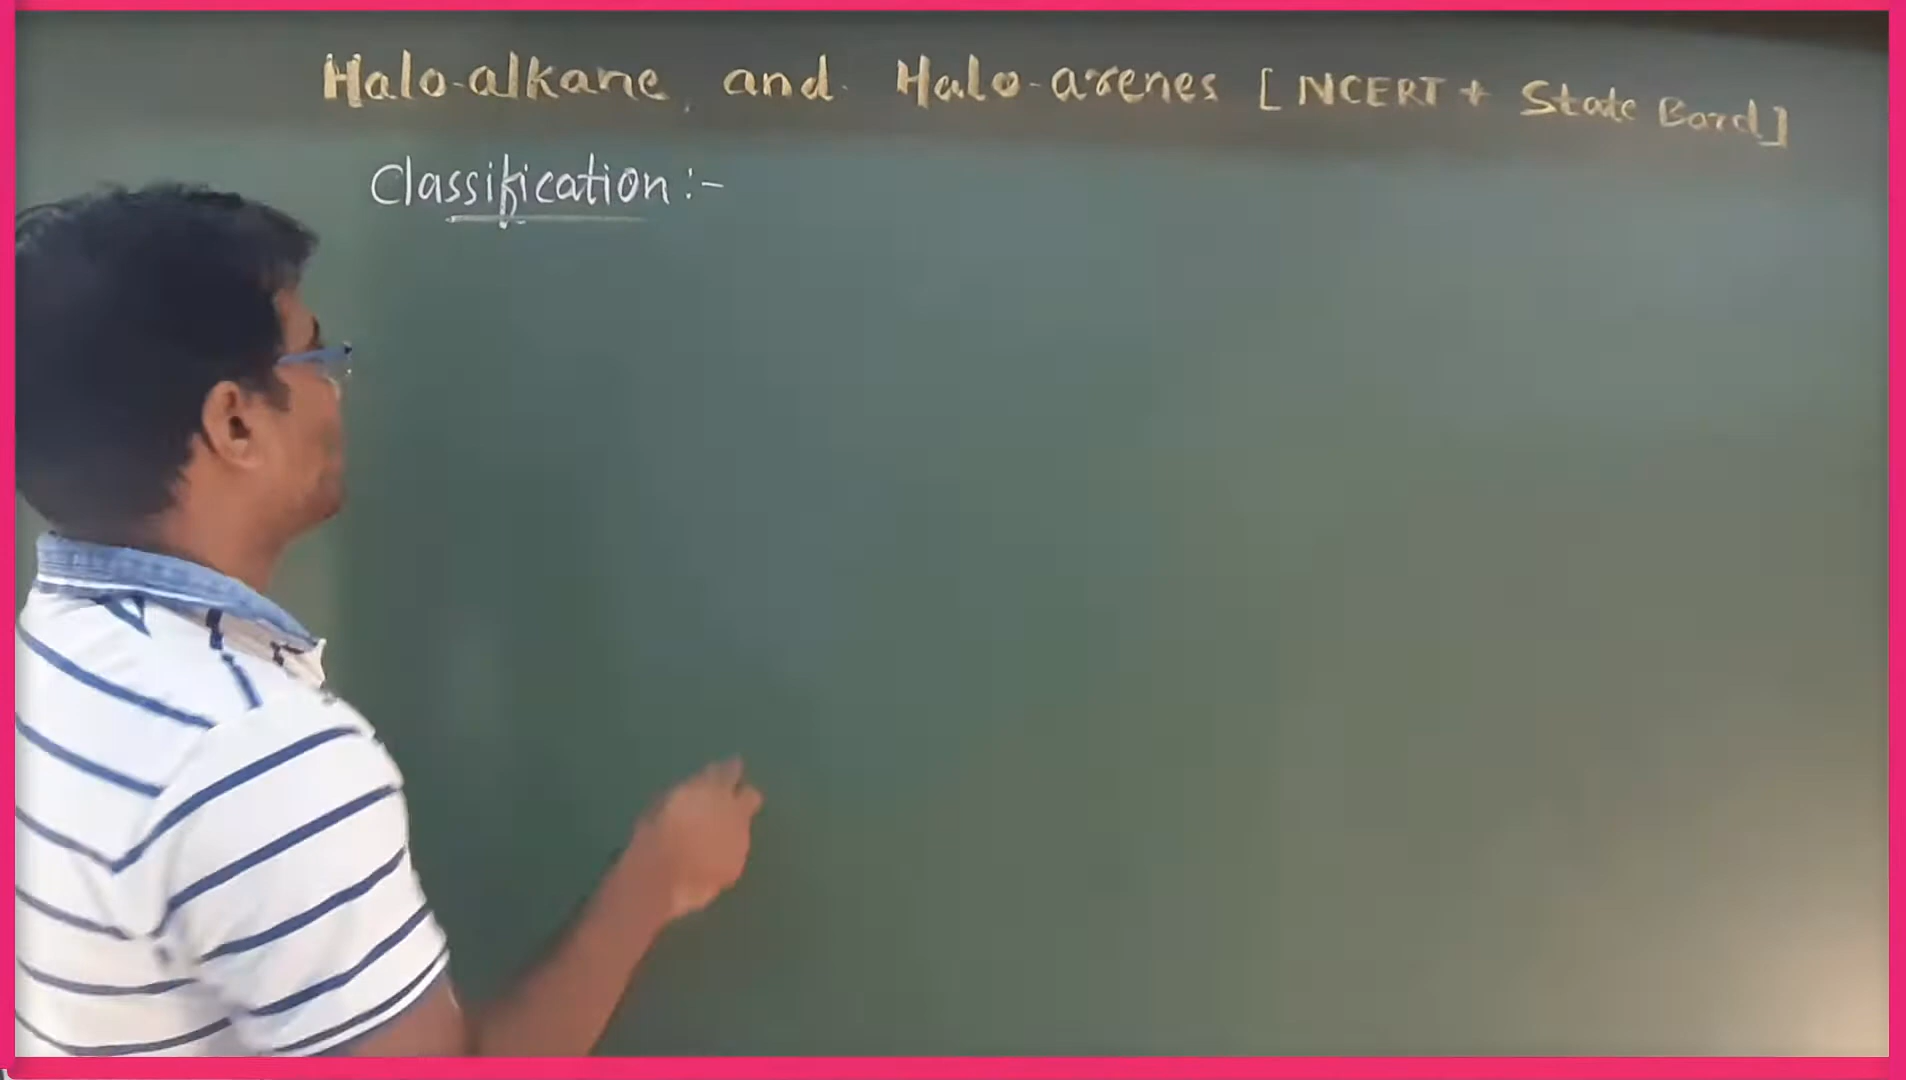 Halo-alkane, and Halo-arenes [NCERT + State Bord]
Classification :-